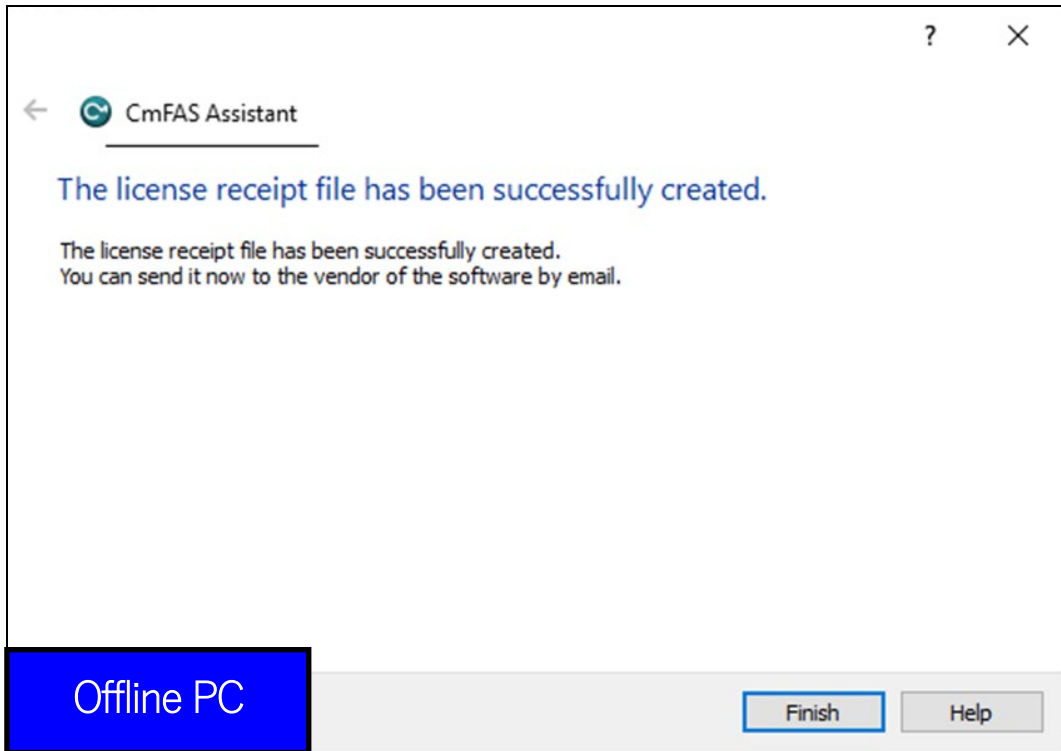 ?
CmFAS Assistant
The license receipt file has been successfully created.
The license receipt file has been successfully created.
You can send it now to the vendor of the software by email.
Offline PC
Finish
Help